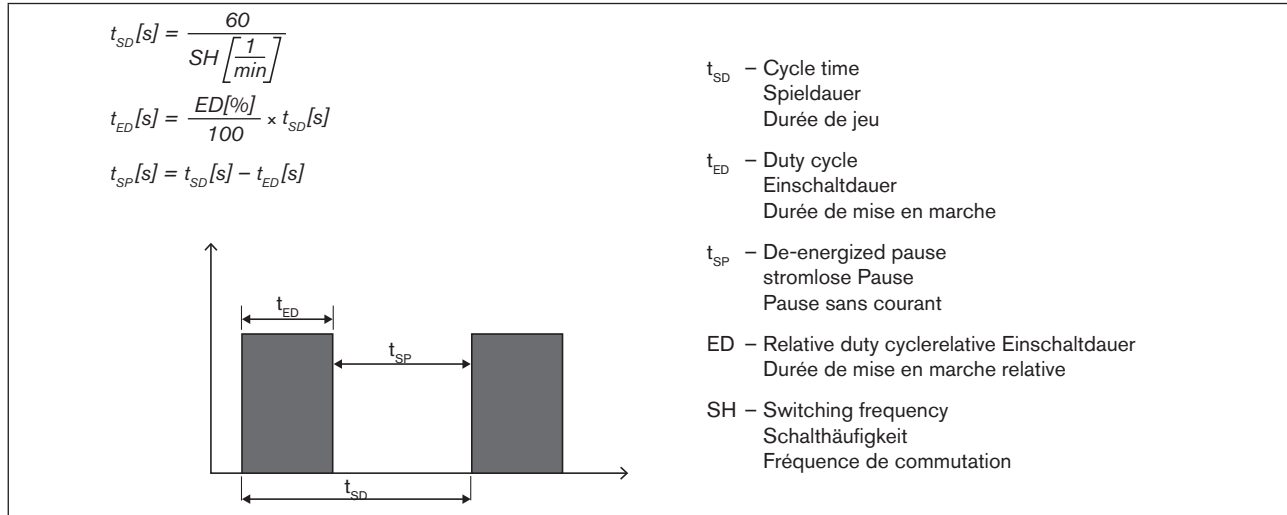 t_SD[s] = 60 / SH [1/min]
t_ED[s] = ED[%] / 100 × t_SD[s]
t_SP[s] = t_SD[s] – t_ED[s]
t_ED
t_SP
t_SD
t_SD – Cycle time
Spieldauer
Durée de jeu
t_ED – Duty cycle
Einschaltdauer
Durée de mise en marche
t_SP – De-energized pause
stromlose Pause
Pause sans courant
ED – Relative duty cyclerelative Einschaltdauer
Durée de mise en marche relative
SH – Switching frequency
Schalthäufigkeit
Fréquence de commutation